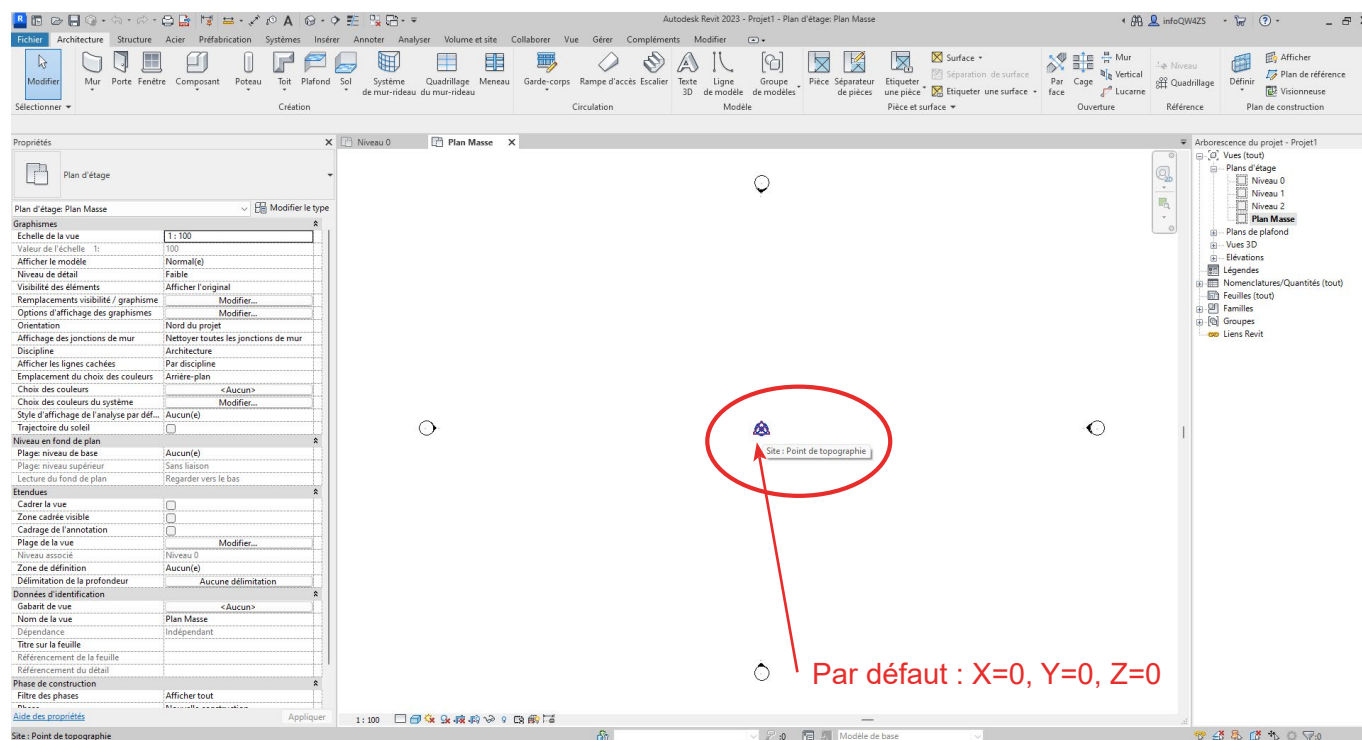 Autodesk Revit 2023 - Projet1 - Plan d'étage: Plan Masse
infoQW4ZS
Fichier Architecture Structure Acier Préfabrication Systèmes Insérer Annoter Analyser Volume et site Collaborer Vue Gérer Compléments Modifier
Modifier
Mur Porte Fenêtre Composant Poteau Toit Plafond Sol Système de mur-rideau Quadrillage du mur-rideau Meneau
Garde-corps Rampe d'accès Escalier
Texte 3D Ligne de modèle Groupe de modèles
Pièce Séparateur de pièces Etiqueter une pièce
Surface
Séparation de surface
Etiqueter une surface
Par face Cage
Mur
Vertical
Lucarne
Niveau
Quadrillage
Définir
Afficher
Plan de référence
Visionneuse
Sélectionner Création Circulation Modèle Pièce et surface Ouverture Référence Plan de construction
Propriétés
Plan d'étage
Plan d'étage: Plan Masse Modifier le type
Graphismes
Echelle de la vue 1 : 100
Valeur de l'échelle 1: 100
Afficher le modèle Normal(e)
Niveau de détail Faible
Visibilité des éléments Afficher l'original
Remplacements visibilité / graphisme Modifier...
Options d'affichage des graphismes Modifier...
Orientation Nord du projet
Affichage des jonctions de mur Nettoyer toutes les jonctions de mur
Discipline Architecture
Afficher les lignes cachées Par discipline
Emplacement du choix des couleurs Arrière-plan
Choix des couleurs <Aucun>
Choix des couleurs du système Modifier...
Style d'affichage de l'analyse par déf... Aucun(e)
Trajectoire du soleil
Niveau en fond de plan
Plage: niveau de base Aucun(e)
Plage: niveau supérieur Sans liaison
Lecture du fond de plan Regarder vers le bas
Etendues
Cadrer la vue
Zone cadrée visible
Cadrage de l'annotation
Plage de la vue Modifier...
Niveau associé Niveau 0
Zone de définition Aucun(e)
Délimitation de la profondeur Aucune délimitation
Données d'identification
Gabarit de vue <Aucun>
Nom de la vue Plan Masse
Dépendance Indépendant
Titre sur la feuille
Référencement de la feuille
Référencement du détail
Phase de construction
Filtre des phases Afficher tout
Aide des propriétés Appliquer
Site : Point de topographie
Niveau 0 Plan Masse
Site : Point de topographie
Par défaut : X=0, Y=0, Z=0
1 : 100
:0
Modèle de base
:0
Arborescence du projet - Projet1
Vues (tout)
Plans d'étage
Niveau 0
Niveau 1
Niveau 2
Plan Masse
Plans de plafond
Vues 3D
Elévations
Légendes
Nomenclatures/Quantités (tout)
Feuilles (tout)
Familles
Groupes
Liens Revit